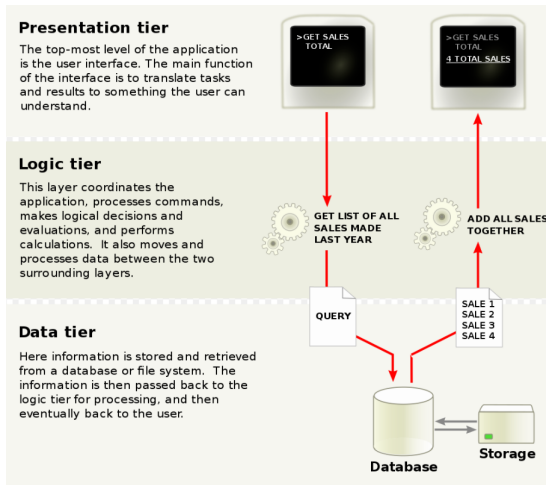 Presentation tier
The top-most level of the application
is the user interface. The main function
of the interface is to translate tasks
and results to something the user can
understand.
>GET SALES
TOTAL
>GET SALES
TOTAL
4 TOTAL SALES
Logic tier
This layer coordinates the
application, processes commands,
makes logical decisions and
evaluations, and performs
calculations. It also moves and
processes data between the two
surrounding layers.
GET LIST OF ALL
SALES MADE
LAST YEAR
ADD ALL SALES
TOGETHER
Data tier
Here information is stored and retrieved
from a database or file system. The
information is then passed back to the
logic tier for processing, and then
eventually back to the user.
QUERY
SALE 1
SALE 2
SALE 3
SALE 4
Database
Storage